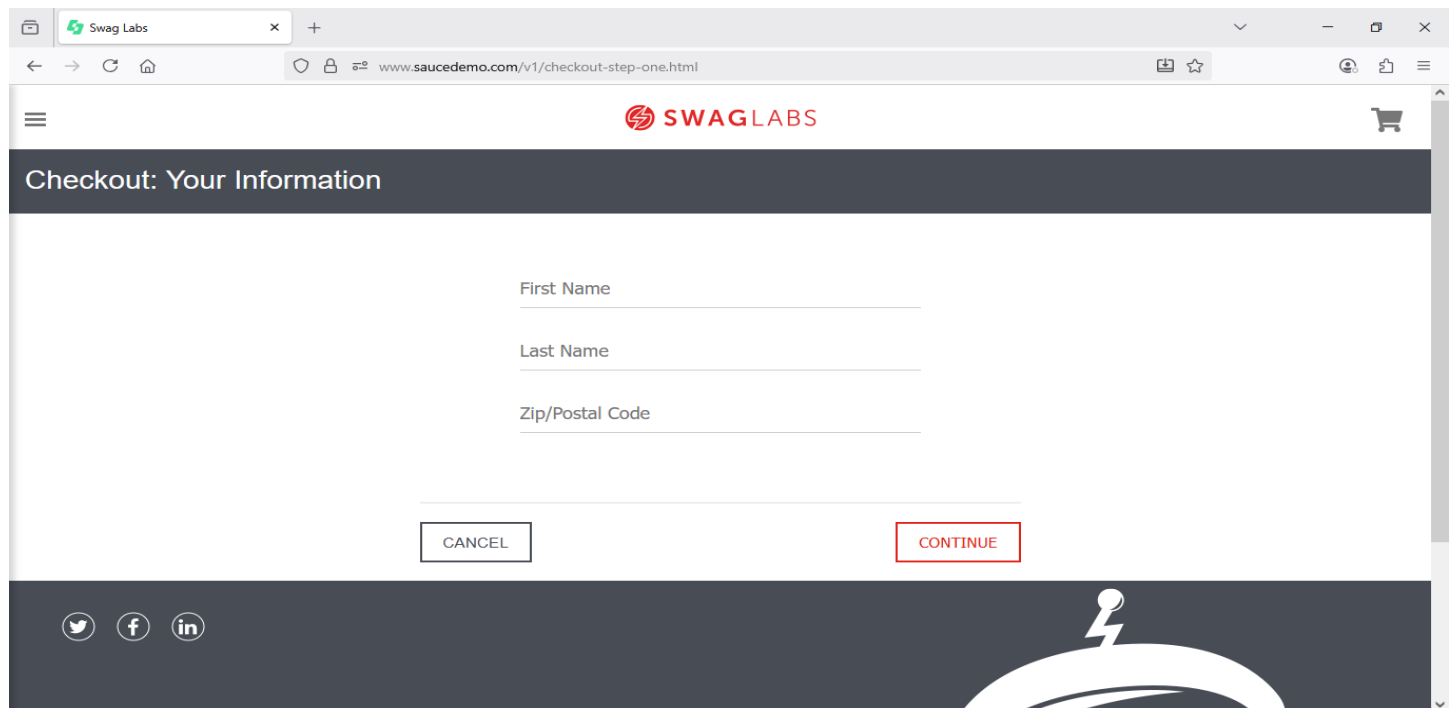 Swag Labs
www.saucedemo.com/v1/checkout-step-one.html
SWAGLABS
Checkout: Your Information
First Name
Last Name
Zip/Postal Code
CANCEL CONTINUE
f in